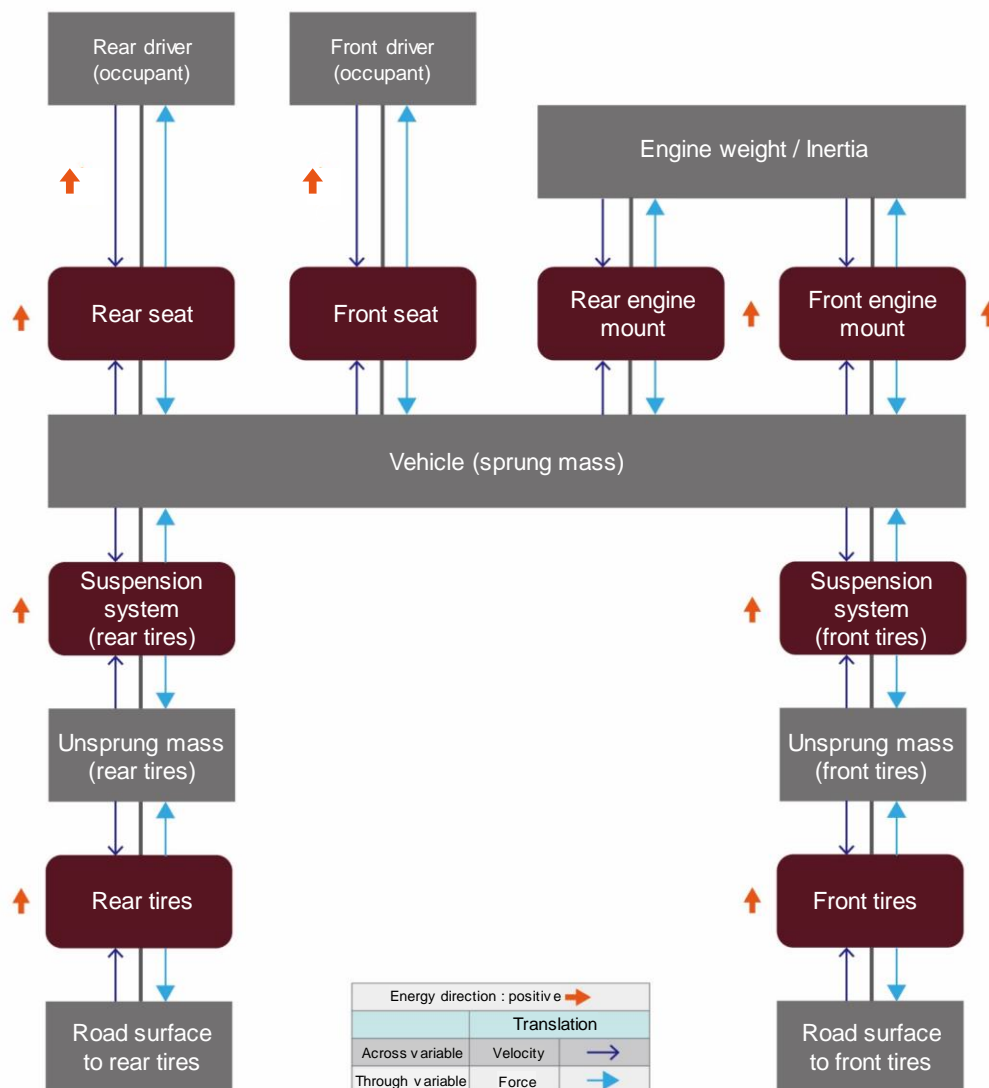 Rear driver
(occupant)
Front driver
(occupant)
Engine weight / Inertia
Rear seat
Front seat
Rear engine
mount
Front engine
mount
Vehicle (sprung mass)
Suspension
system
(rear tires)
Suspension
system
(front tires)
Unsprung mass
(rear tires)
Unsprung mass
(front tires)
Rear tires
Front tires
Road surface
to rear tires
Road surface
to front tires
Energy direction : positive
Translation
Across variable Velocity
Through variable Force